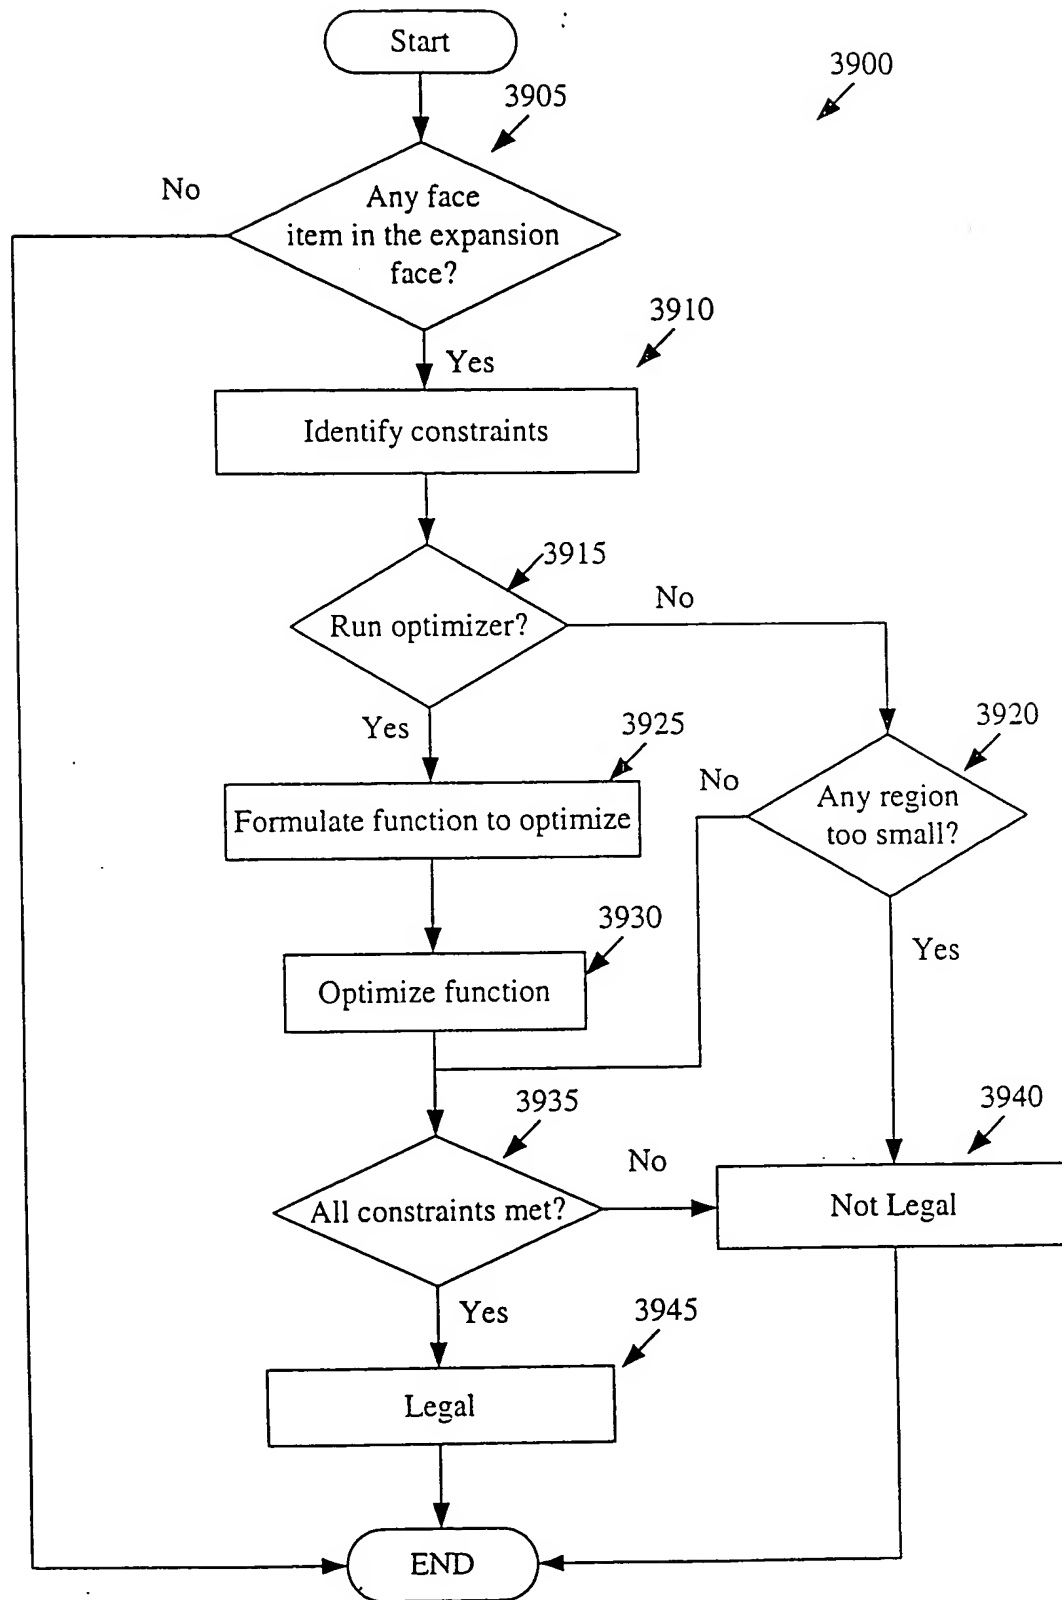 Start
3900
3905
No
Any face
item in the expansion
face?
3910
Yes
Identify constraints
3915
No
Run optimizer?
Yes
3925
3920
No
Any region
too small?
Formulate function to optimize
3930
Yes
Optimize function
3935
3940
No
All constraints met?
Not Legal
Yes
3945
Legal
END